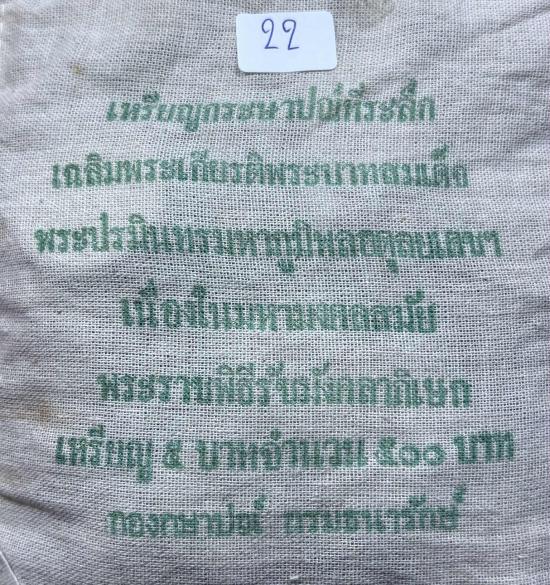 22
เหรียญกระษาปณ์ที่ระลึก
เฉลิมพระเกียรติพระบาทสมเด็จ
พระปรมินทรมหาภูมิพลอดุลยเดชฯ
เนื่องในมหามงคลสมัย
พระราชพิธีรัชมังคลาภิเษก
เหรียญ ๕ บาทจำนวน ๕๐๐ บาท
กองกษาปณ์ กรมธนารักษ์